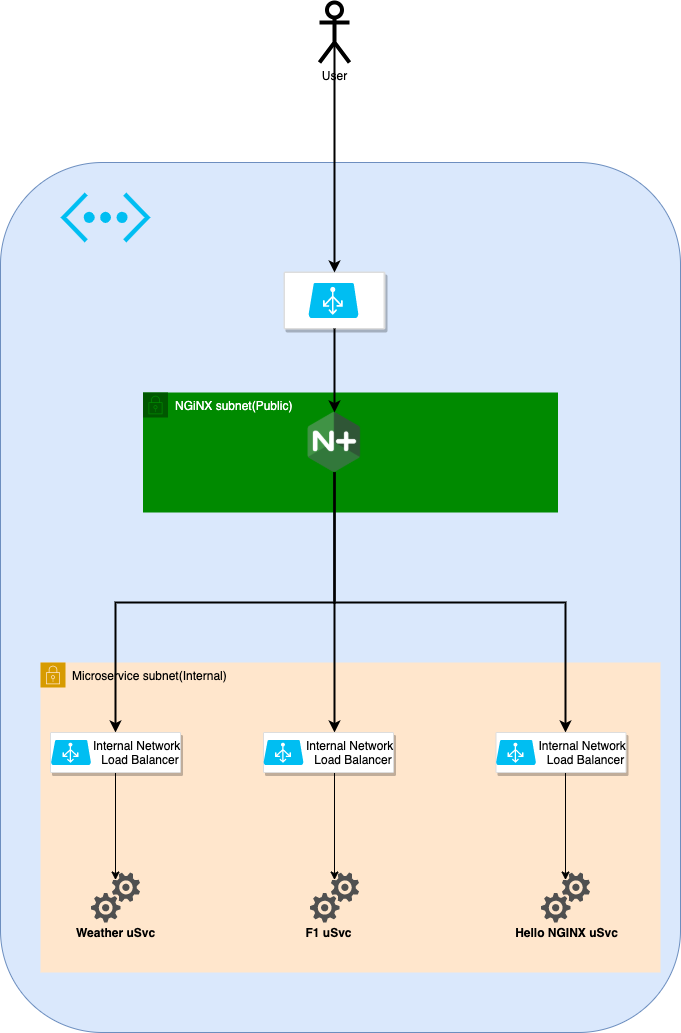 User
NGiNX subnet(Public)
N+
Microservice subnet(Internal)
Internal Network
Load Balancer
Internal Network
Load Balancer
Internal Network
Load Balancer
Weather uSvc
F1 uSvc
Hello NGINX uSvc